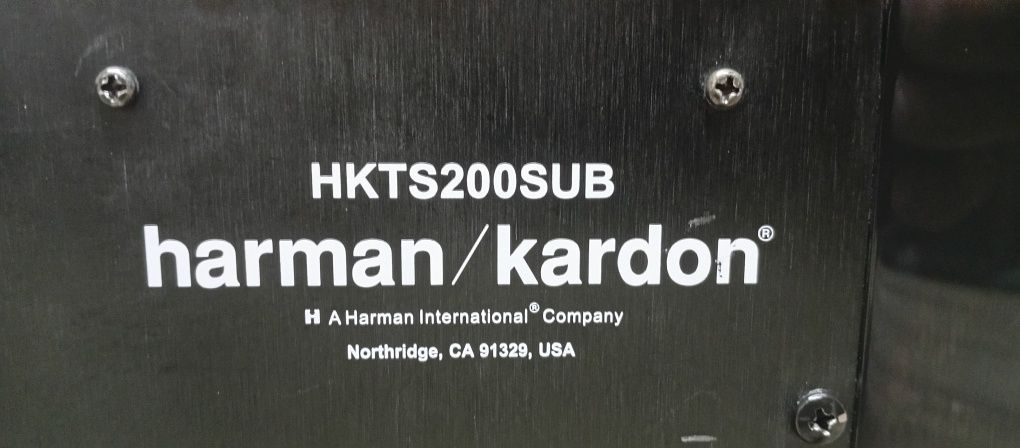 HKTS200SUB
harman/kardon®
H A Harman International® Company
Northridge, CA 91329, USA